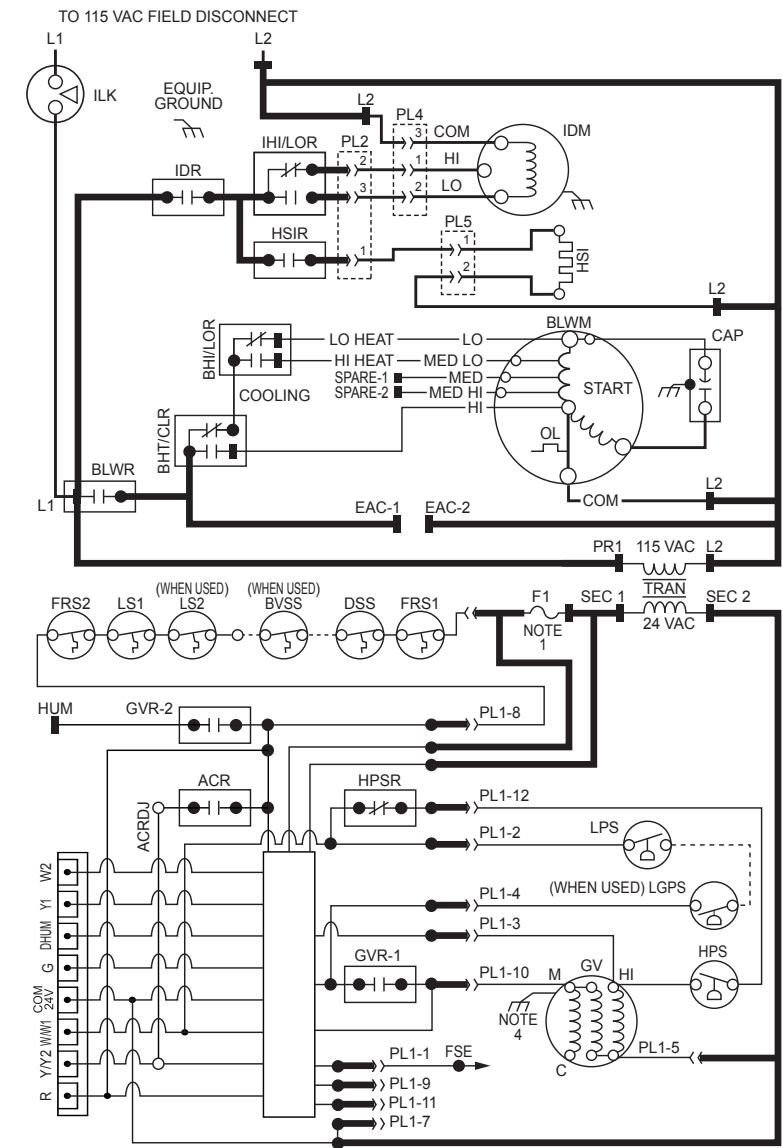 TO 115 VAC FIELD DISCONNECT
L1
L2
ILK
EQUIP.
GROUND
L2
PL4
IHI/LOR
PL2
3
COM
IDM
IDR
2
1
HI
3
2
LO
PL5
HSIR
1
1
2
HSI
L2
BHI/LOR
LO HEAT
LO
BLWM
CAP
HI HEAT
MED LO
SPARE-1
MED
START
SPARE-2
MED HI
COOLING
HI
BHT/CLR
OL
BLWR
L1
COM
L2
EAC-1
EAC-2
PR1
115 VAC
L2
TRAN
24 VAC
SEC 1
SEC 2
F1
NOTE
1
FRS2
LS1
(WHEN USED)
LS2
(WHEN USED)
BVSS
DSS
FRS1
HUM
GVR-2
PL1-8
ACR
HPSR
PL1-12
ACRDJ
PL1-2
LPS
PL1-4
(WHEN USED) LGPS
PL1-3
GVR-1
PL1-10
M
GV
HI
HPS
NOTE
4
C
PL1-5
PL1-1
FSE
PL1-9
PL1-11
PL1-7
W2
Y1
DHUM
G
COM
24V
W/W1
Y/Y2
R